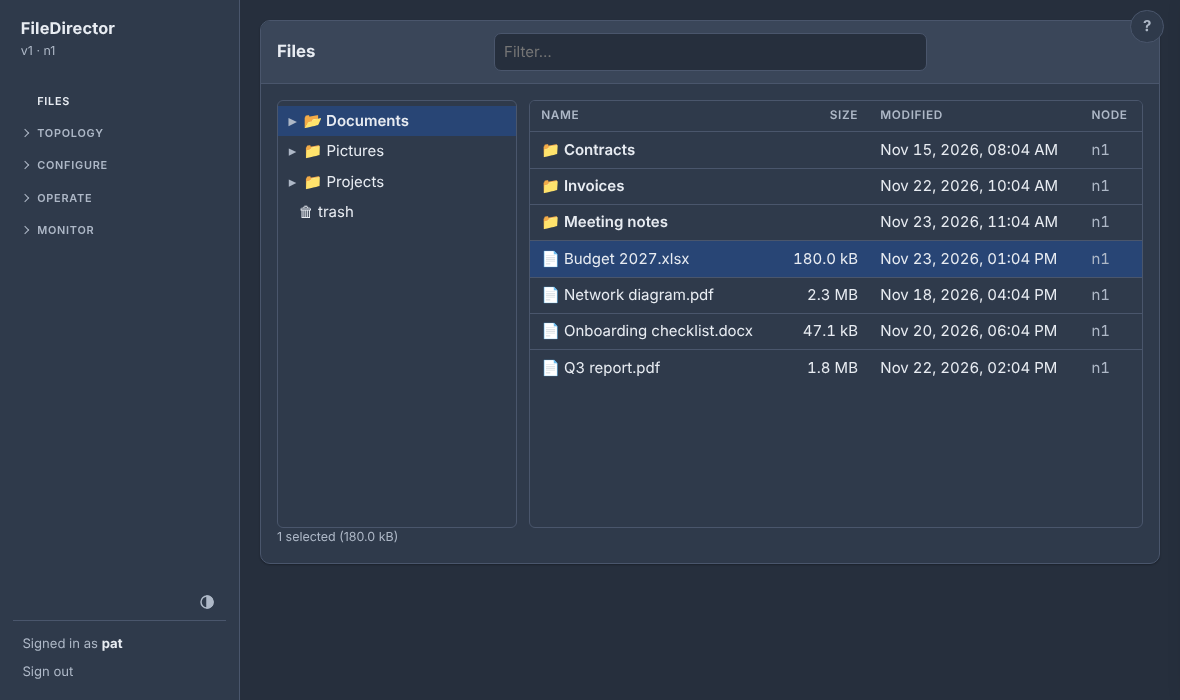 FileDirector
v1 · n1
FILES
TOPOLOGY
CONFIGURE
OPERATE
MONITOR
Signed in as pat
Sign out
Files
Filter...
?
Documents
Pictures
Projects
trash
NAME SIZE MODIFIED NODE
Contracts Nov 15, 2026, 08:04 AM n1
Invoices Nov 22, 2026, 10:04 AM n1
Meeting notes Nov 23, 2026, 11:04 AM n1
Budget 2027.xlsx 180.0 kB Nov 23, 2026, 01:04 PM n1
Network diagram.pdf 2.3 MB Nov 18, 2026, 04:04 PM n1
Onboarding checklist.docx 47.1 kB Nov 20, 2026, 06:04 PM n1
Q3 report.pdf 1.8 MB Nov 22, 2026, 02:04 PM n1
1 selected (180.0 kB)